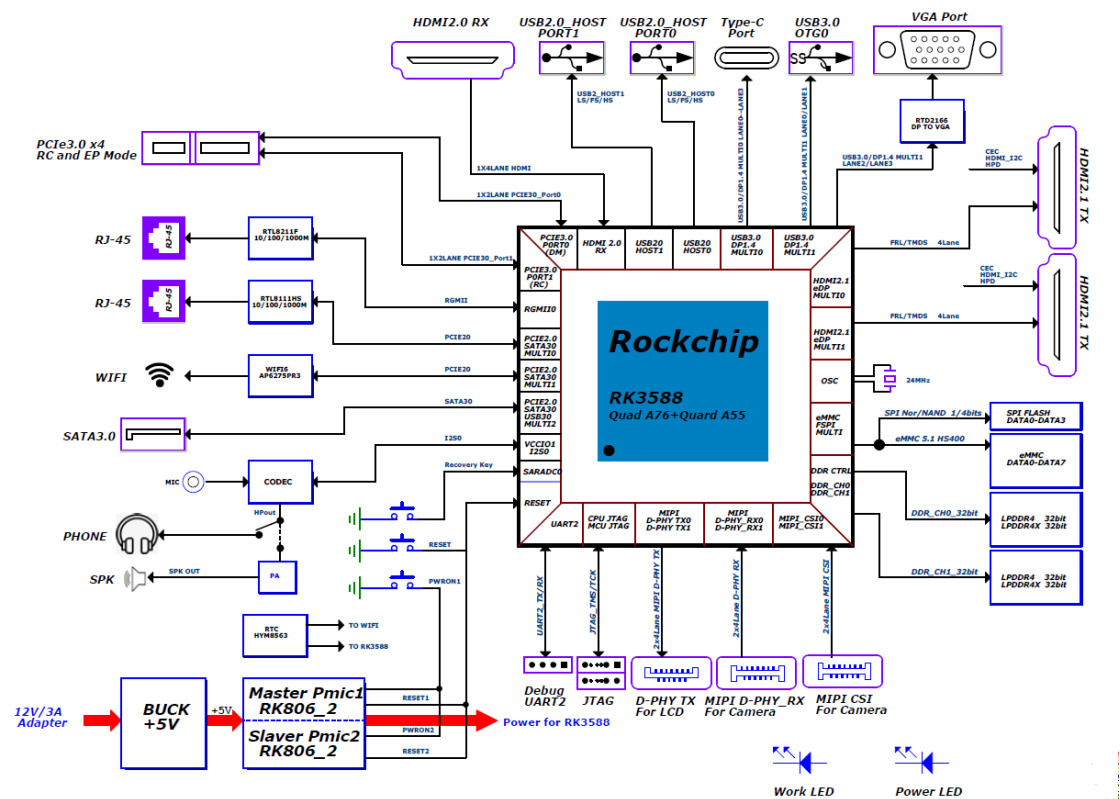 HDMI2.0 RX
USB2.0_HOST
PORT1
USB2.0_HOST
PORT0
Type-C
Port
USB3.0
OTG0
VGA Port
SS
USB2_HOST1
LS/FS/HS
USB2_HOST0
LS/FS/HS
USB3.0/DP1.4 MULTI0 LANE0--LANE3
USB3.0/DP1.4 MULTI1 LANE0/LANE1
RTD2166
DP TO VGA
USB3.0/DP1.4 MULTI1
LANE2/LANE3
PCIe3.0 x4
RC and EP Mode
1X4LANE HDMI
1X2LANE PCIE30_Port0
CEC
HDMI_I2C
HPD
HDMI2.1 TX
FRL/TMDS 4Lane
RJ-45
RJ-45
RTL8211F
10/100/1000M
1X2LANE PCIE30_Port1
RGMII
CEC
HDMI_I2C
HPD
HDMI2.1 TX
FRL/TMDS 4Lane
RJ-45
RJ-45
RTL8111HS
10/100/1000M
PCIE20
WIFI
WIFI6
AP6275PR3
PCIE20
SATA3.0
SATA30
PCIE3.0
PORT0
(DM)
HDMI 2.0
RX
USB20
HOST1
USB20
HOST0
USB3.0
DP1.4
MULTI0
USB3.0
DP1.4
MULTI1
PCIE3.0
PORT1
(RC)
RGMII0
PCIE2.0
SATA30
MULTI0
PCIE2.0
SATA30
MULTI1
PCIE2.0
SATA30
USB30
MULTI2
VCCIO1
I2S0
SARADC0
RESET
Rockchip
RK3588
Quad A76+Quard A55
HDMI2.1
eDP
MULTI0
HDMI2.1
eDP
MULTI1
OSC
24MHz
eMMC
FSPI
MULTI
DDR CTRL
DDR_CH0
DDR_CH1
UART2
CPU JTAG
MCU JTAG
MIPI
D-PHY TX0
D-PHY TX1
MIPI
D-PHY_RX0
D-PHY_RX1
MIPI_CSI0
MIPI_CSI1
SPI Nor/NAND 1/4bits
SPI FLASH
DATA0-DATA3
eMMC 5.1 HS400
eMMC
DATA0-DATA7
DDR_CH0_32bit
LPDDR4 32bit
LPDDR4X 32bit
DDR_CH1_32bit
LPDDR4 32bit
LPDDR4X 32bit
I2S0
Recovery Key
MIC
CODEC
HPout
PHONE
RESET
SPK
SPK OUT
PA
PWRON1
RTC
HYM8563
TO WIFI
TO RK3588
UART2_TX/RX
JTAG_TMS/TCK
2x4Lane MIPI D-PHY TX
2x4Lane D-PHY RX
2x4Lane MIPI CSI
Debug
UART2
JTAG
D-PHY TX
For LCD
MIPI D-PHY_RX
For Camera
MIPI CSI
For Camera
12V/3A
Adapter
BUCK
+5V
+5V
Master Pmic1
RK806_2
Slaver Pmic2
RK806_2
RESET1
Power for RK3588
PWRON2
RESET2
Work LED
Power LED